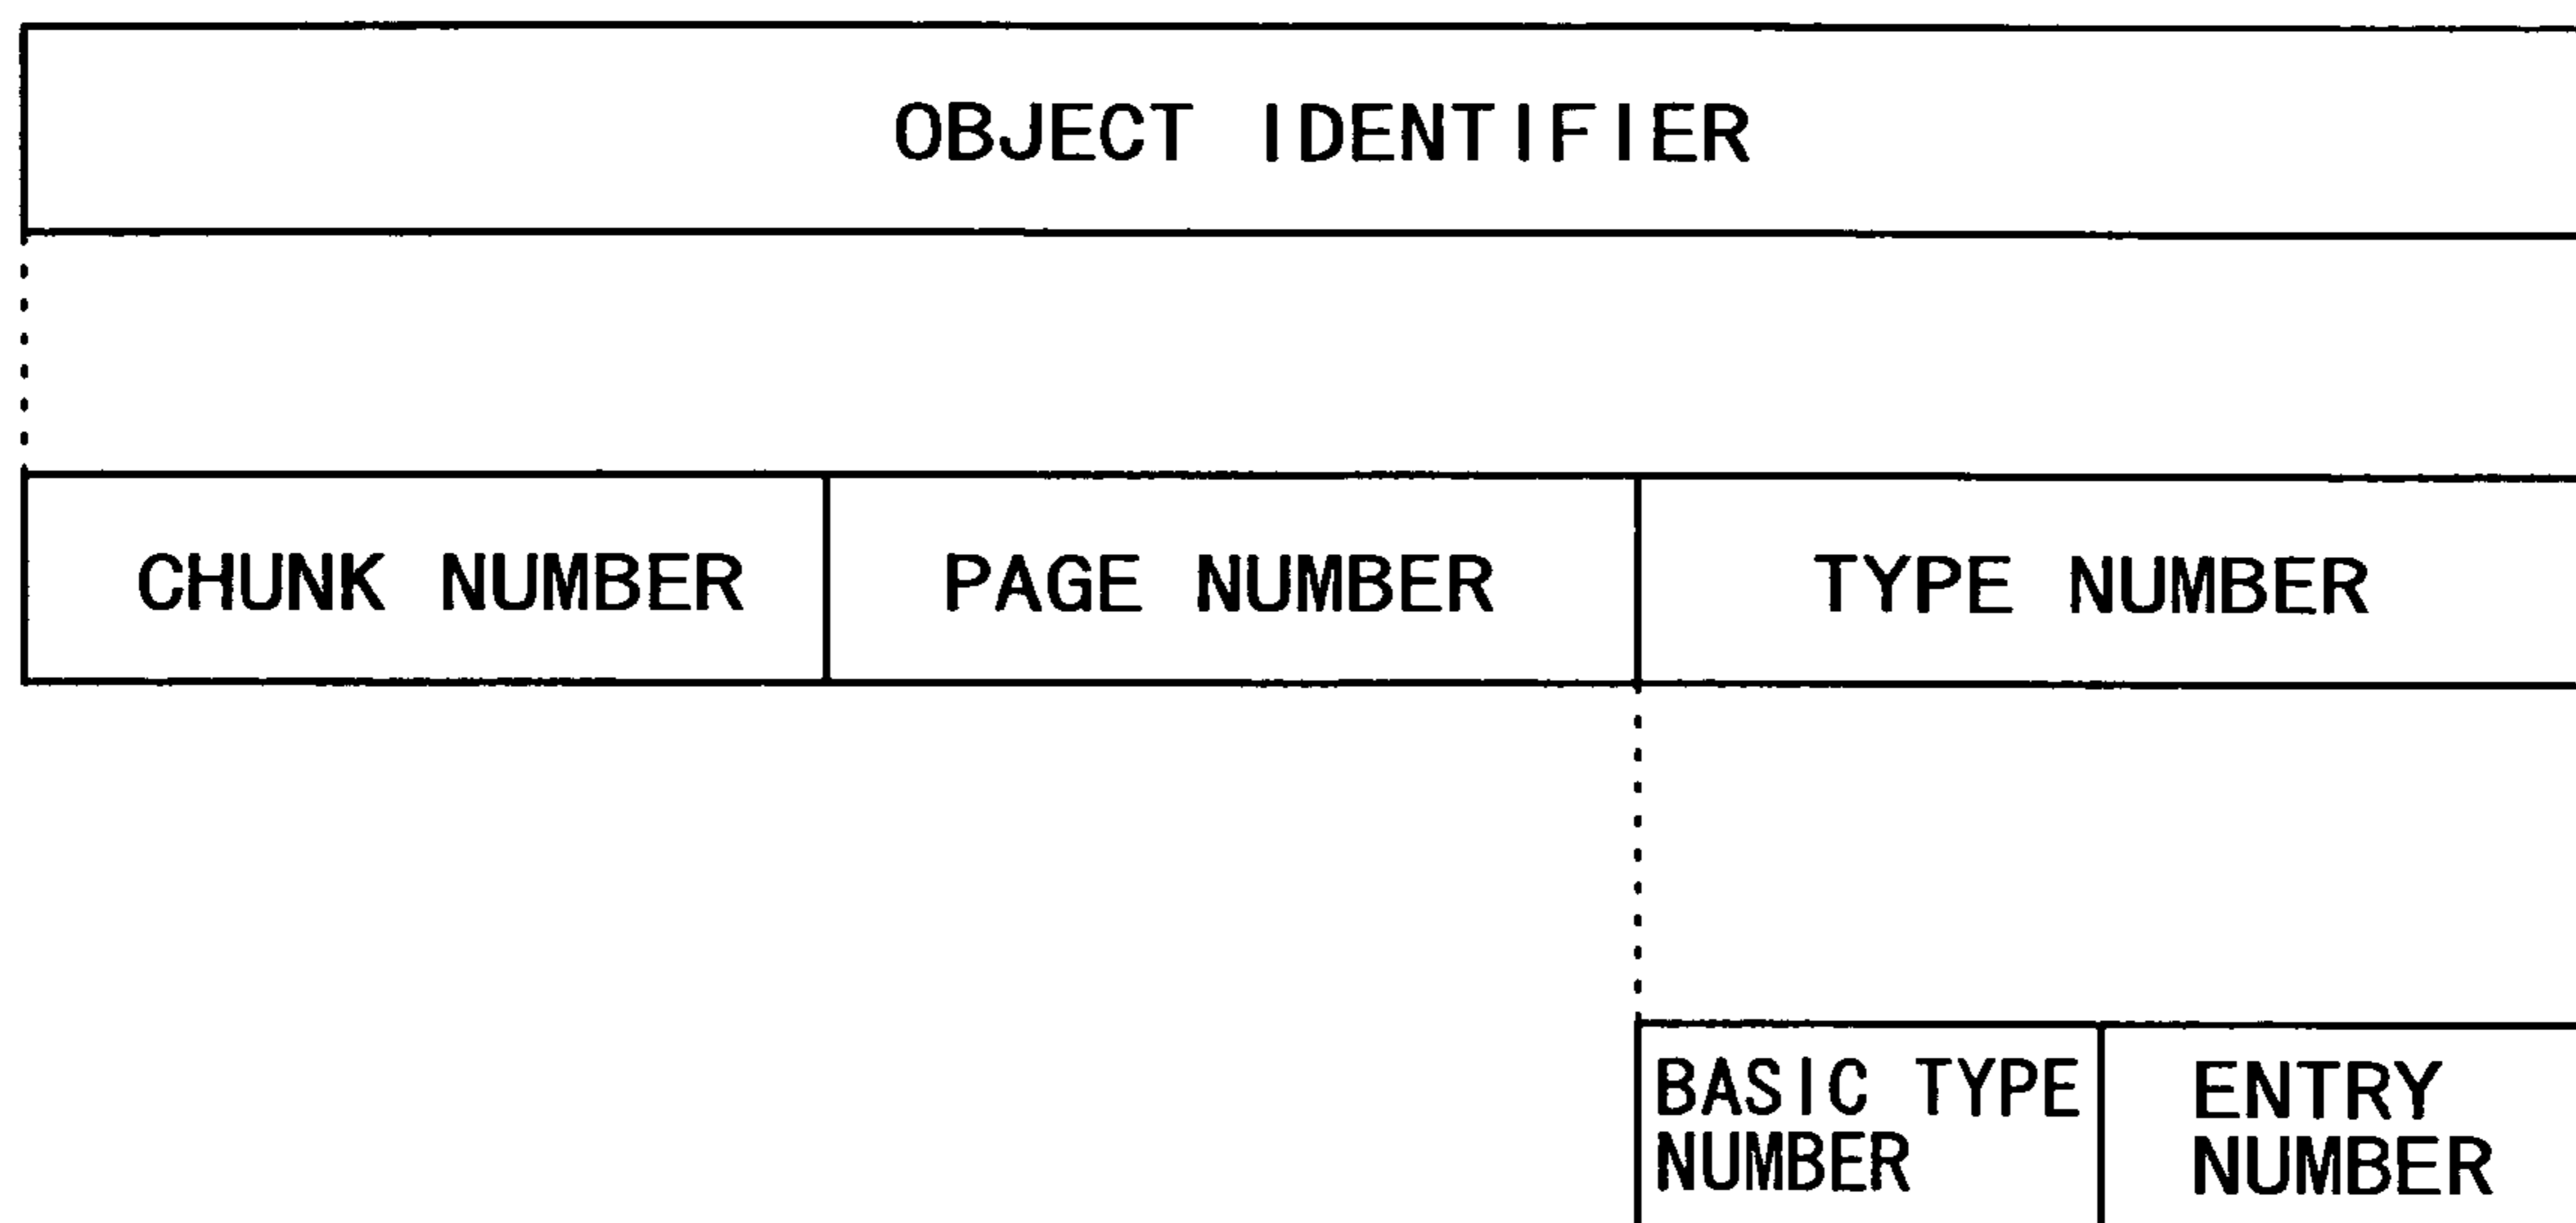 OBJECT IDENTIFIER
CHUNK NUMBER
PAGE NUMBER
TYPE NUMBER
BASIC TYPE
NUMBER
ENTRY
NUMBER